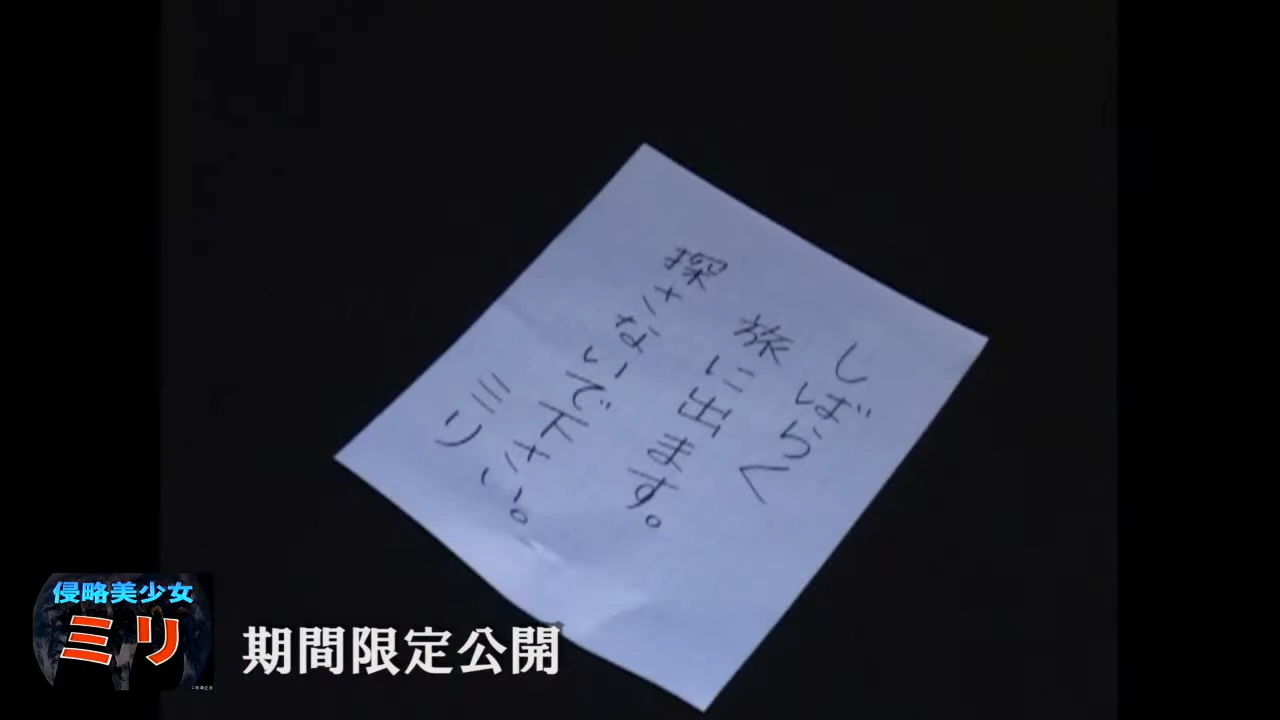 しばらく
旅に出ます。
探さないで下さい。
ミリ
侵略美少女
ミリ
期間限定公開